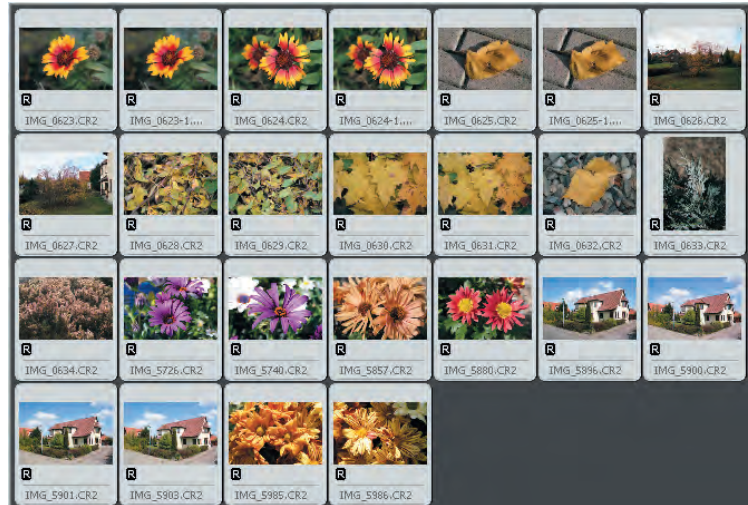 R
IMG_0623.CR2
R
IMG_0623-1....
R
IMG_0624.CR2
R
IMG_0624-1....
R
IMG_0625.CR2
R
IMG_0625-1....
R
IMG_0626.CR2
R
IMG_0627.CR2
R
IMG_0628.CR2
R
IMG_0629.CR2
R
IMG_0630.CR2
R
IMG_0631.CR2
R
IMG_0632.CR2
R
IMG_0633.CR2
R
IMG_0634.CR2
R
IMG_5726.CR2
R
IMG_5740.CR2
R
IMG_5857.CR2
R
IMG_5880.CR2
R
IMG_5896.CR2
R
IMG_5900.CR2
R
IMG_5901.CR2
R
IMG_5903.CR2
R
IMG_5985.CR2
R
IMG_5986.CR2